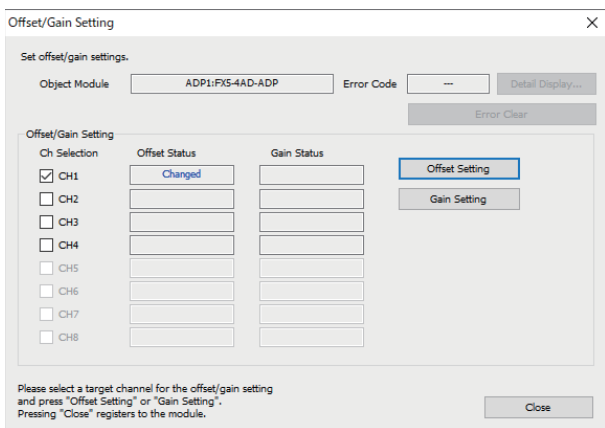 Offset/Gain Setting
Set offset/gain settings.
Object Module ADP1:FX5-4AD-ADP Error Code --- Detail Display...
Error Clear
Offset/Gain Setting
Ch Selection Offset Status Gain Status
CH1 Changed Offset Setting
CH2 Gain Setting
CH3
CH4
CH5
CH6
CH7
CH8
Please select a target channel for the offset/gain setting
and press "Offset Setting" or "Gain Setting".
Pressing "Close" registers to the module.
Close